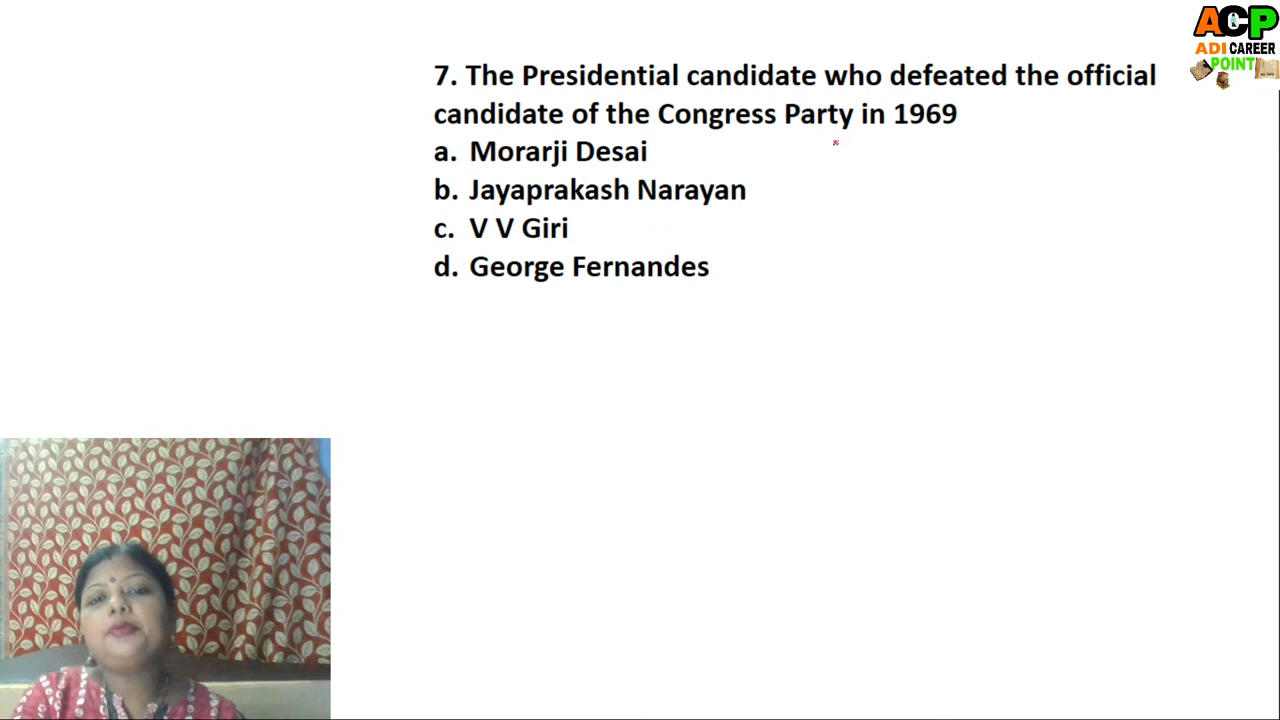 ACP
ADI CAREER
POINT
7. The Presidential candidate who defeated the official
candidate of the Congress Party in 1969
a. Morarji Desai
b. Jayaprakash Narayan
c. V V Giri
d. George Fernandes